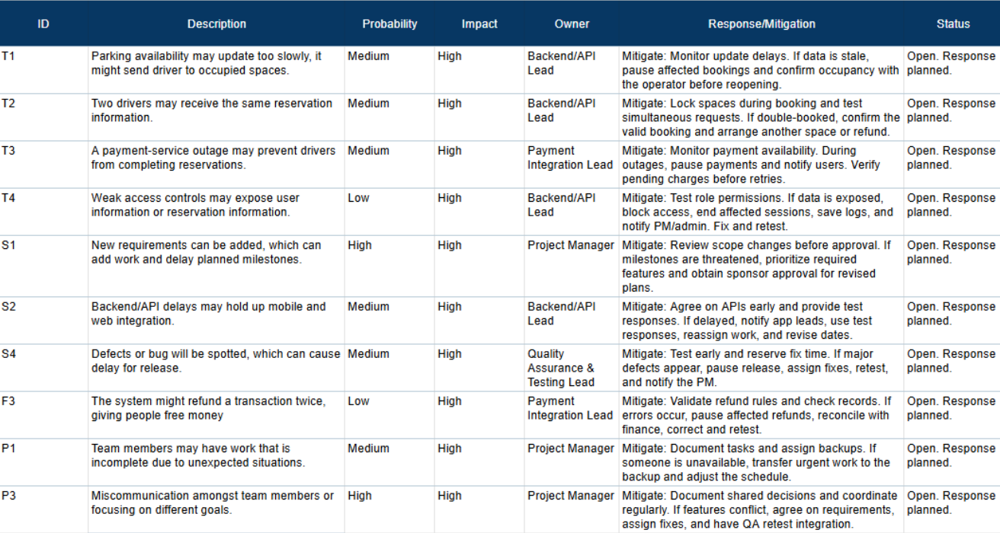 ID Description Probability Impact Owner Response/Mitigation Status
T1 Parking availability may update too slowly, it Medium High Backend/API Mitigate: Monitor update delays. If data is stale, Open. Response
might send driver to occupied spaces. Lead pause affected bookings and confirm occupancy with planned.
the operator before reopening.
T2 Two drivers may receive the same reservation Medium High Backend/API Mitigate: Lock spaces during booking and test Open. Response
information. Lead simultaneous requests. If double-booked, confirm the planned.
valid booking and arrange another space or refund.
T3 A payment-service outage may prevent drivers Medium High Payment Mitigate: Monitor payment availability. During Open. Response
from completing reservations. Integration Lead outages, pause payments and notify users. Verify planned.
pending charges before retries.
T4 Weak access controls may expose user Low High Backend/API Mitigate: Test role permissions. If data is exposed, Open. Response
information or reservation information. Lead block access, end affected sessions, save logs, and planned.
notify PM/admin. Fix and retest.
S1 New requirements can be added, which can High High Project Manager Mitigate: Review scope changes before approval. If Open. Response
add work and delay planned milestones. milestones are threatened, prioritize required planned.
features and obtain sponsor approval for revised
plans.
S2 Backend/API delays may hold up mobile and Medium High Backend/API Mitigate: Agree on APIs early and provide test Open. Response
web integration. Lead responses. If delayed, notify app leads, use test planned.
responses, reassign work, and revise dates.
S4 Defects or bug will be spotted, which can cause Medium High Quality Mitigate: Test early and reserve fix time. If major Open. Response
delay for release. Assurance & defects appear, pause release, assign fixes, retest, planned.
Testing Lead and notify the PM.
F3 The system might refund a transaction twice, Low High Payment Mitigate: Validate refund rules and check records. If Open. Response
giving people free money Integration Lead errors occur, pause affected refunds, reconcile with planned.
finance, correct and retest.
P1 Team members may have work that is Medium High Project Manager Mitigate: Document tasks and assign backups. If Open. Response
incomplete due to unexpected situations. someone is unavailable, transfer urgent work to the planned.
backup and adjust the schedule.
P3 Miscommunication amongst team members or High High Project Manager Mitigate: Document shared decisions and coordinate Open. Response
focusing on different goals. regularly. If features conflict, agree on requirements, planned.
assign fixes, and have QA retest integration.